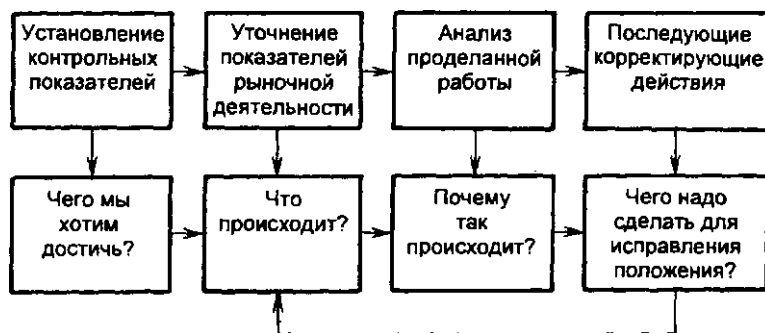 Установление
контрольных
показателей
Уточнение
показателей
рыночной
деятельности
Анализ
проделанной
работы
Последующие
корректирующие
действия
Чего мы
хотим
достичь?
Что
происходит?
Почему
так
происходит?
Чего надо
сделать для
исправления
положения?